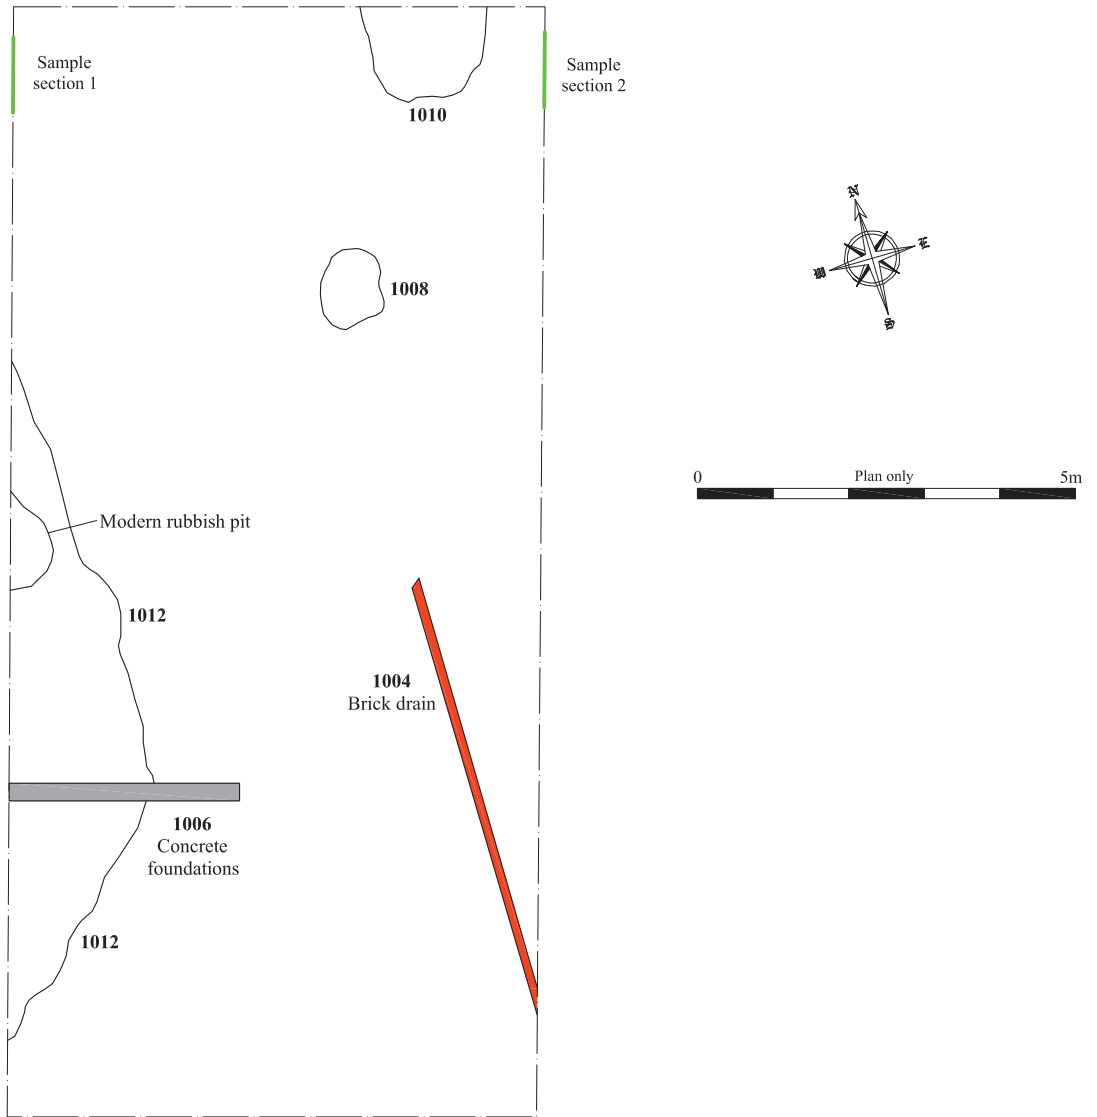 Sample
section 1
Sample
section 2
1010
N
E
W
S
1008
0
Plan only
5m
Modern rubbish pit
1012
1004
Brick drain
1006
Concrete
foundations
1012